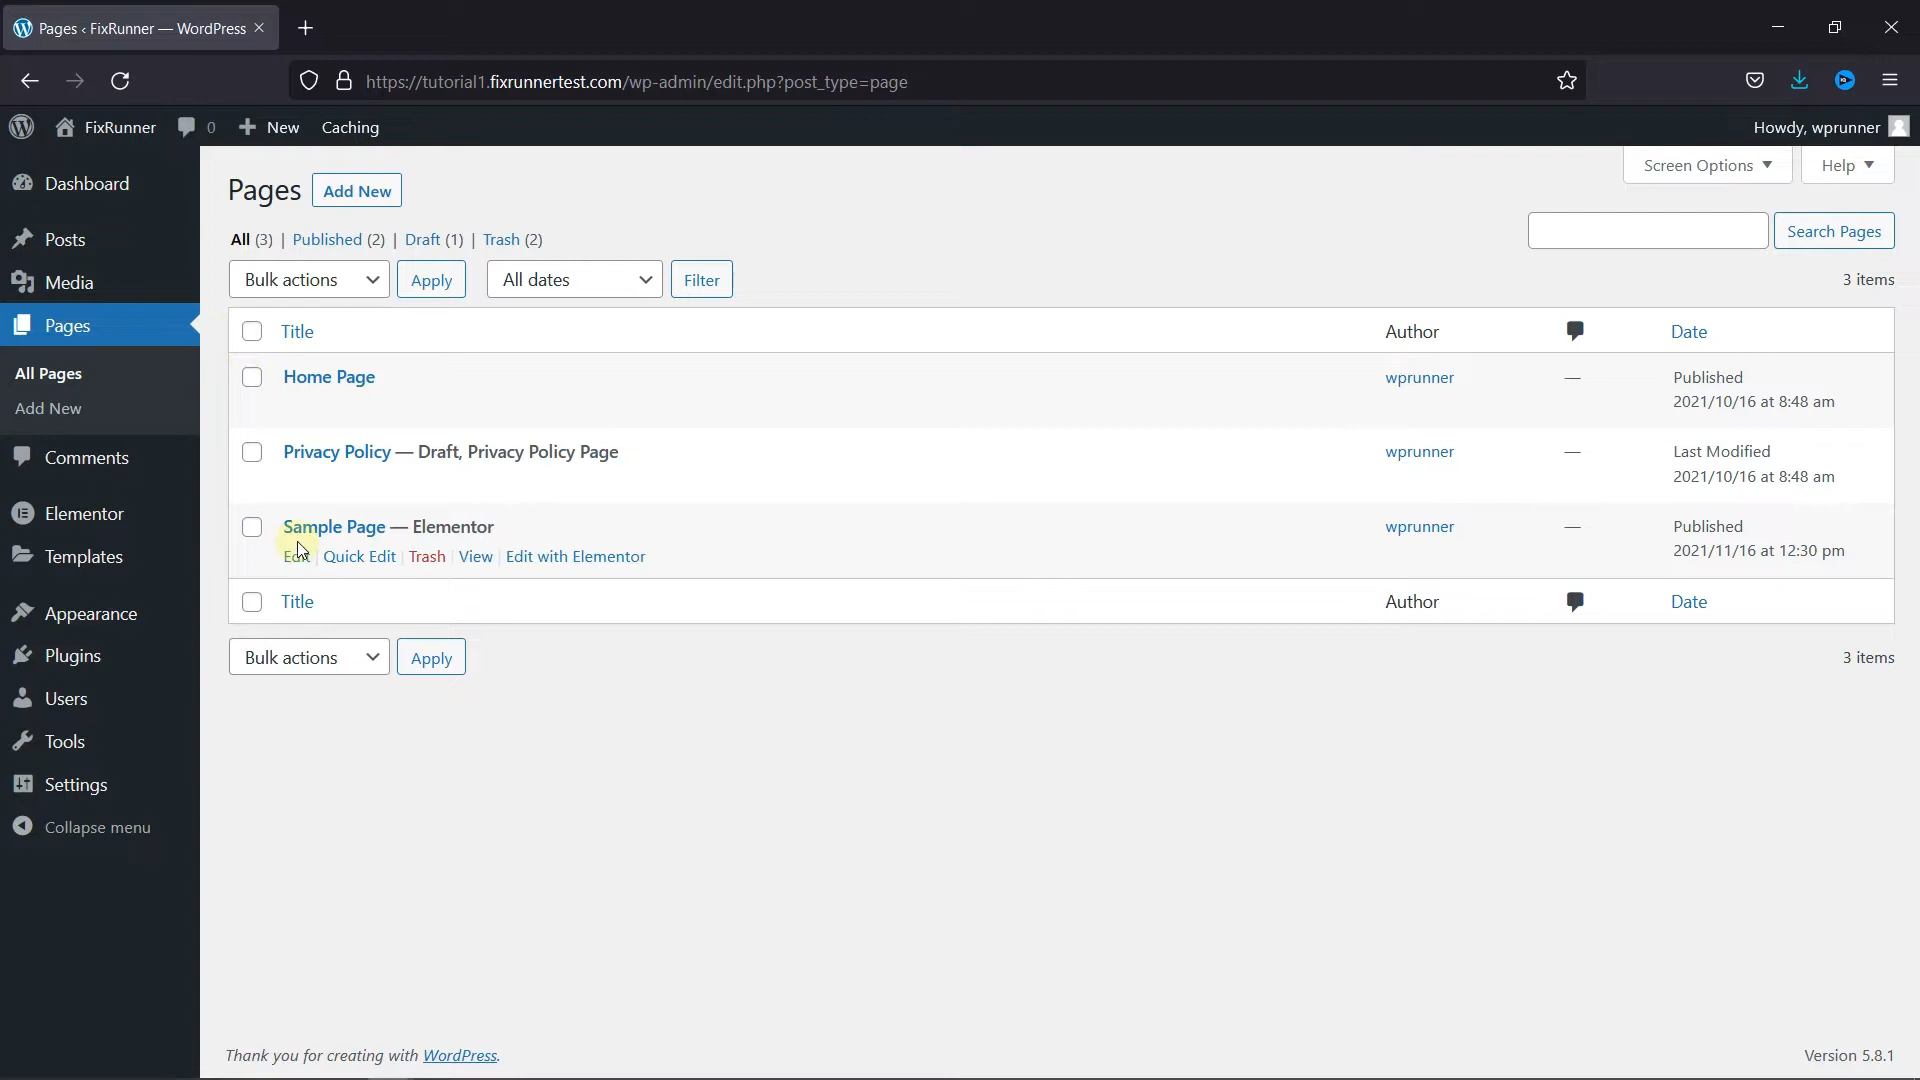 Pages ‹ FixRunner — WordPress
https://tutorial1.fixrunnertest.com/wp-admin/edit.php?post_type=page
FixRunner 0 New Caching Howdy, wprunner
Screen Options Help
Dashboard
Posts
Media
Pages
All Pages
Add New
Comments
Elementor
Templates
Appearance
Plugins
Users
Tools
Settings
Collapse menu
Pages Add New
All (3) | Published (2) | Draft (1) | Trash (2)
Search Pages
Bulk actions Apply All dates Filter 3 items
Title Author Date
Home Page wprunner — Published
2021/10/16 at 8:48 am
Privacy Policy — Draft, Privacy Policy Page wprunner — Last Modified
2021/10/16 at 8:48 am
Sample Page — Elementor wprunner — Published
Edit | Quick Edit | Trash | View | Edit with Elementor 2021/11/16 at 12:30 pm
Title Author Date
Bulk actions Apply 3 items
Thank you for creating with WordPress. Version 5.8.1